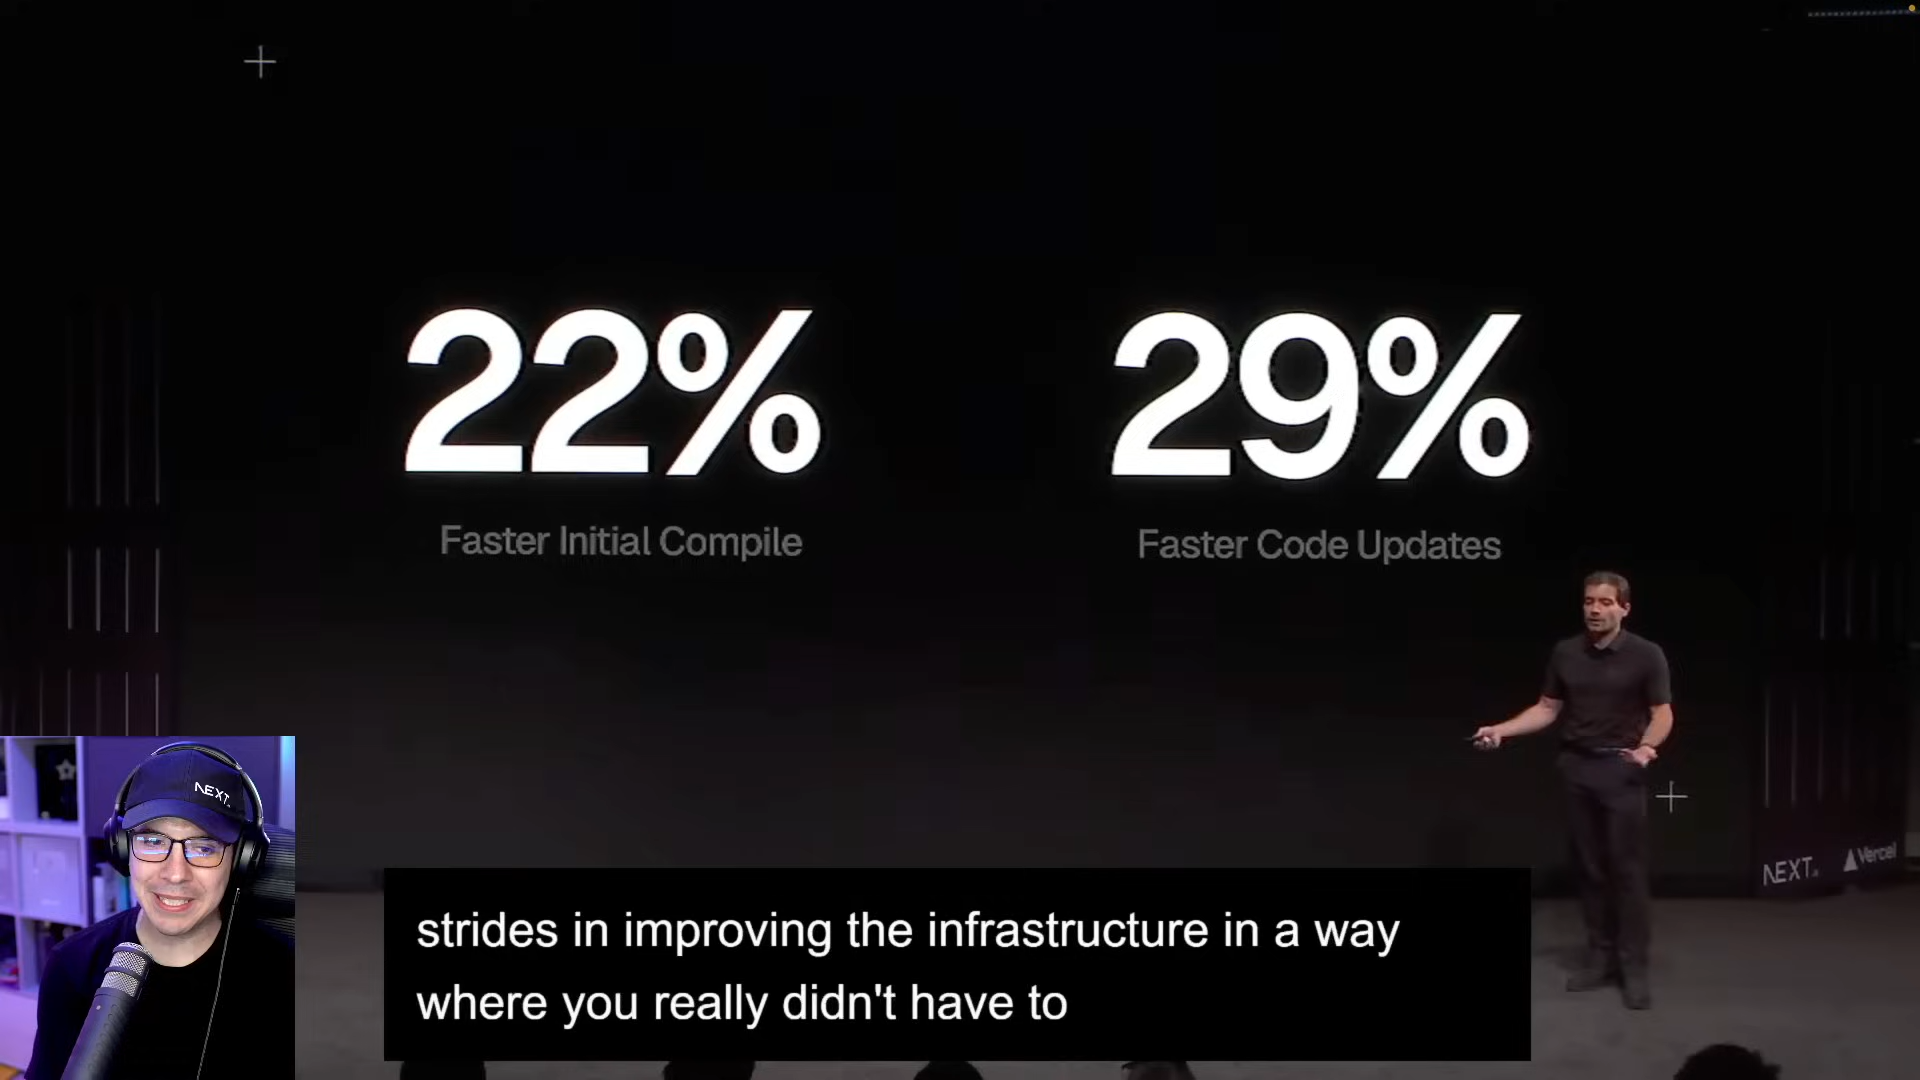 22%
29%
Faster Initial Compile
Faster Code Updates
NEXT
NEXT.JS
Vercel
strides in improving the infrastructure in a way
where you really didn't have to